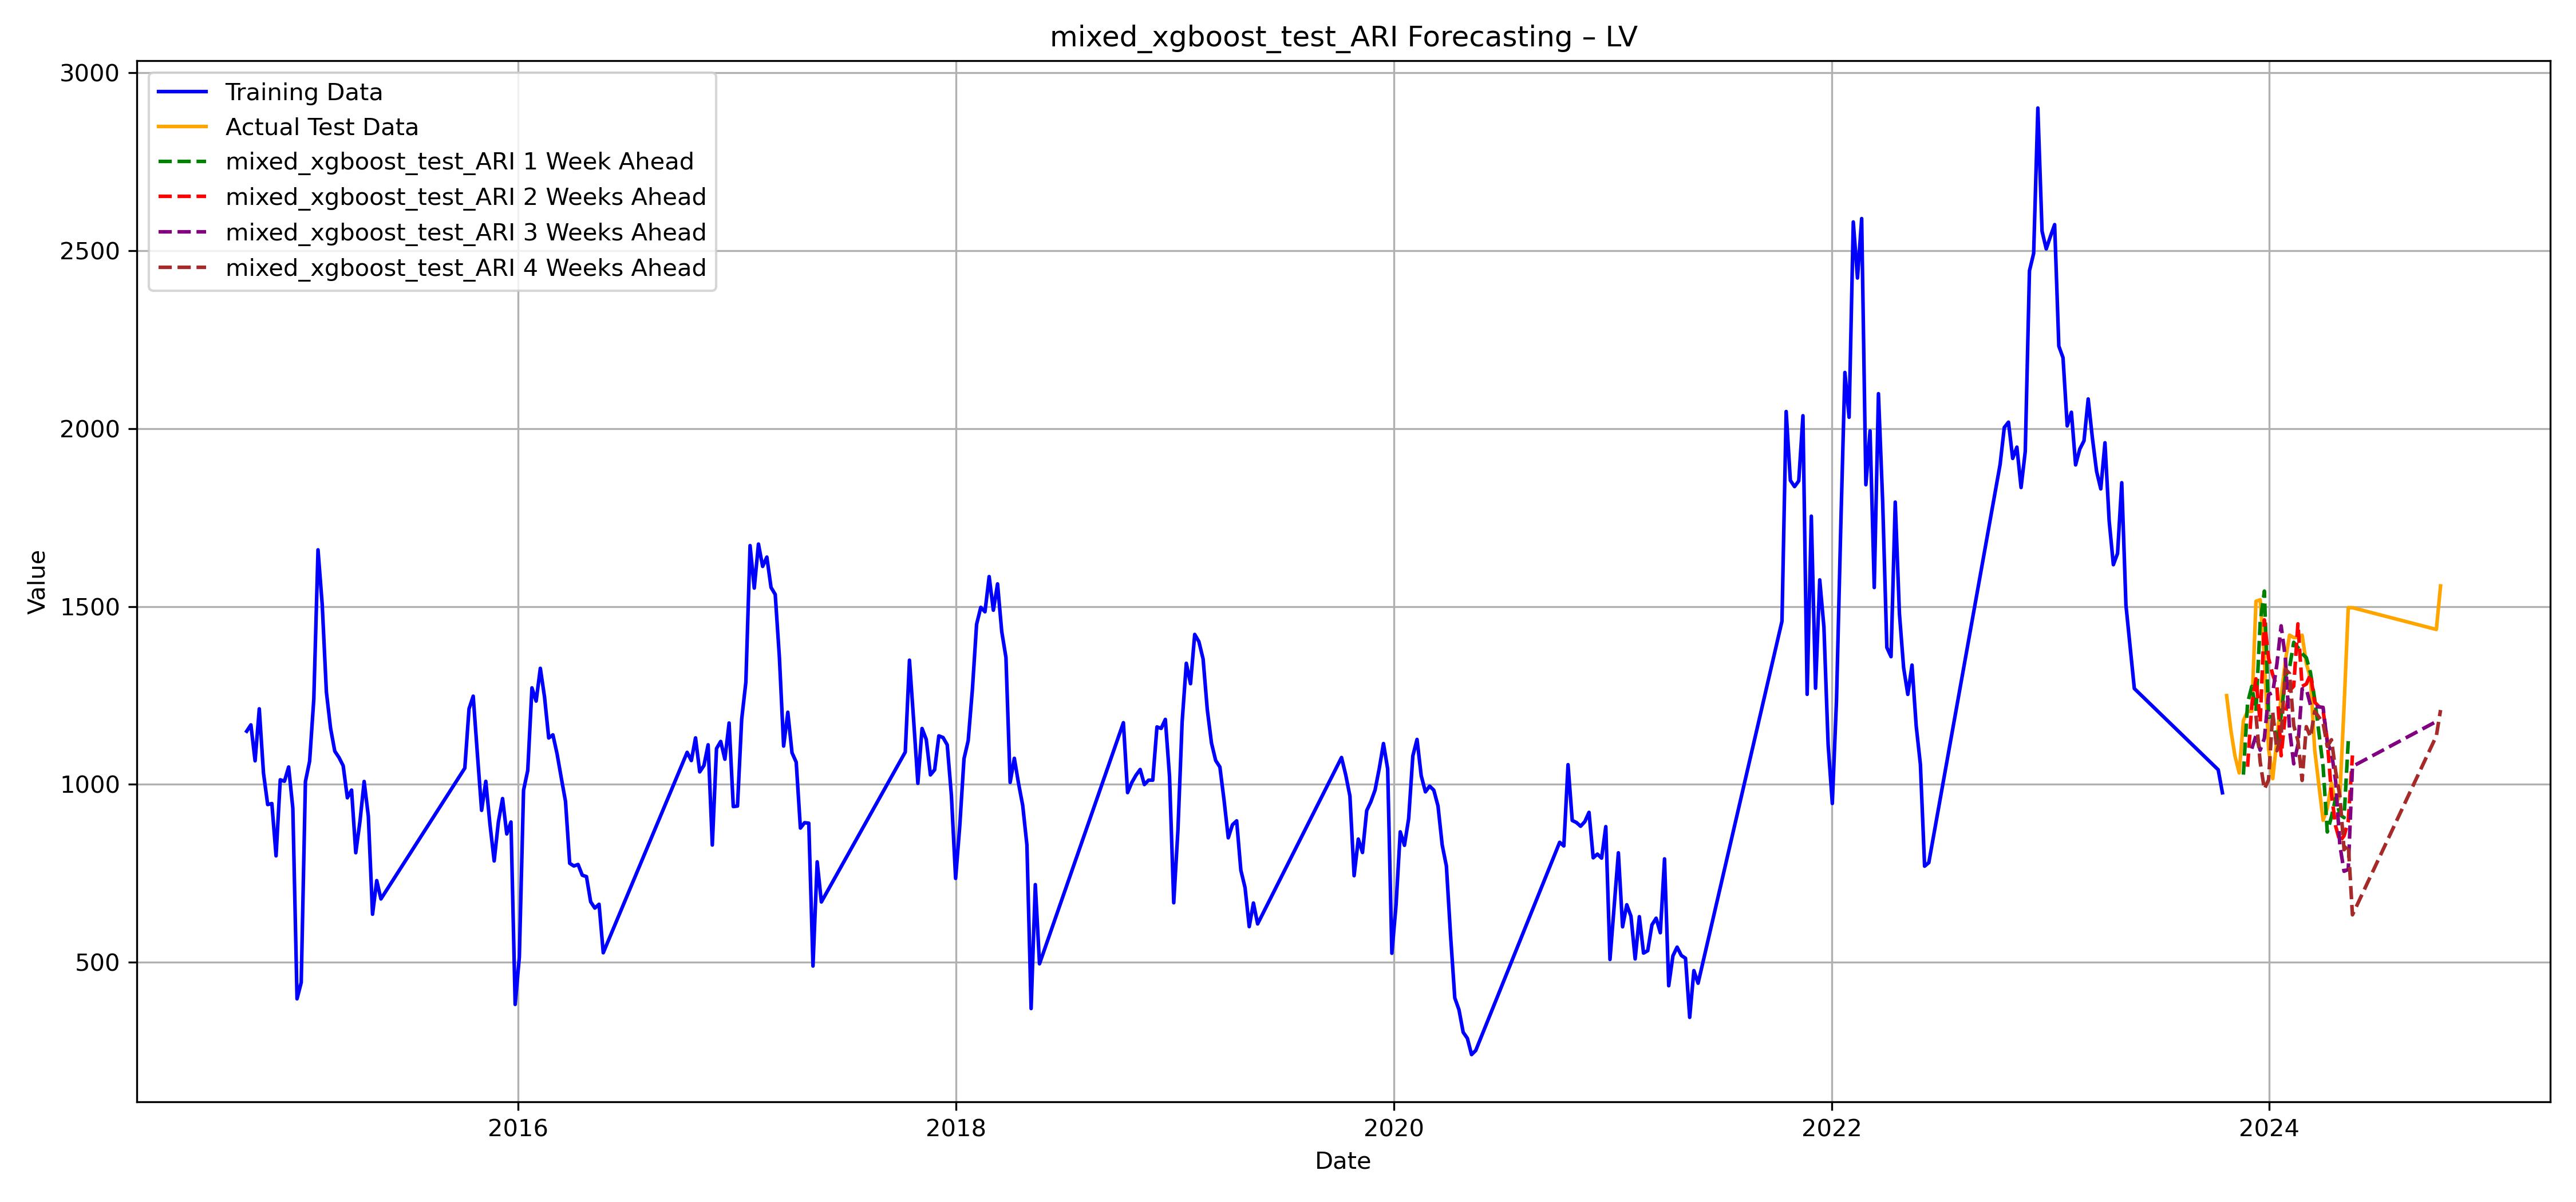 mixed_xgboost_test_ARI Forecasting – LV
3000
2500
2000
1500
1000
500
Value
Training Data
Actual Test Data
mixed_xgboost_test_ARI 1 Week Ahead
mixed_xgboost_test_ARI 2 Weeks Ahead
mixed_xgboost_test_ARI 3 Weeks Ahead
mixed_xgboost_test_ARI 4 Weeks Ahead
2016 2018 2020 2022 2024
Date